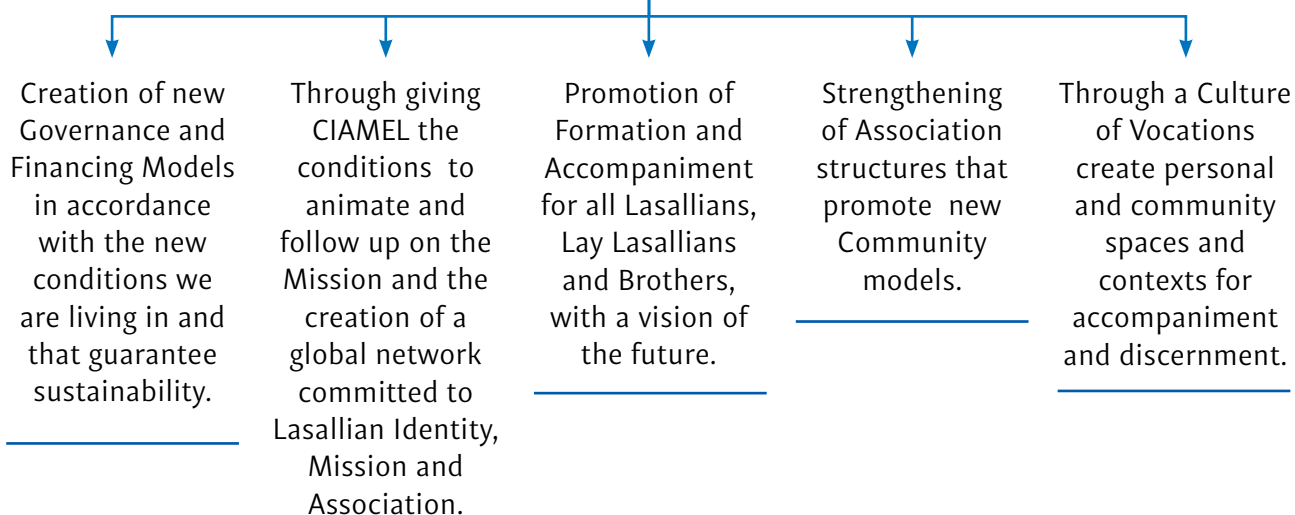 Creation of new
Governance and
Financing Models
in accordance
with the new
conditions we
are living in and
that guarantee
sustainability.
Through giving
CIAMEL the
conditions to
animate and
follow up on the
Mission and the
creation of a
global network
committed to
Lasallian Identity,
Mission and
Association.
Promotion of
Formation and
Accompaniment
for all Lasallians,
Lay Lasallians
and Brothers,
with a vision of
the future.
Strengthening
of Association
structures that
promote new
Community
models.
Through a Culture
of Vocations
create personal
and community
spaces and
contexts for
accompaniment
and discernment.